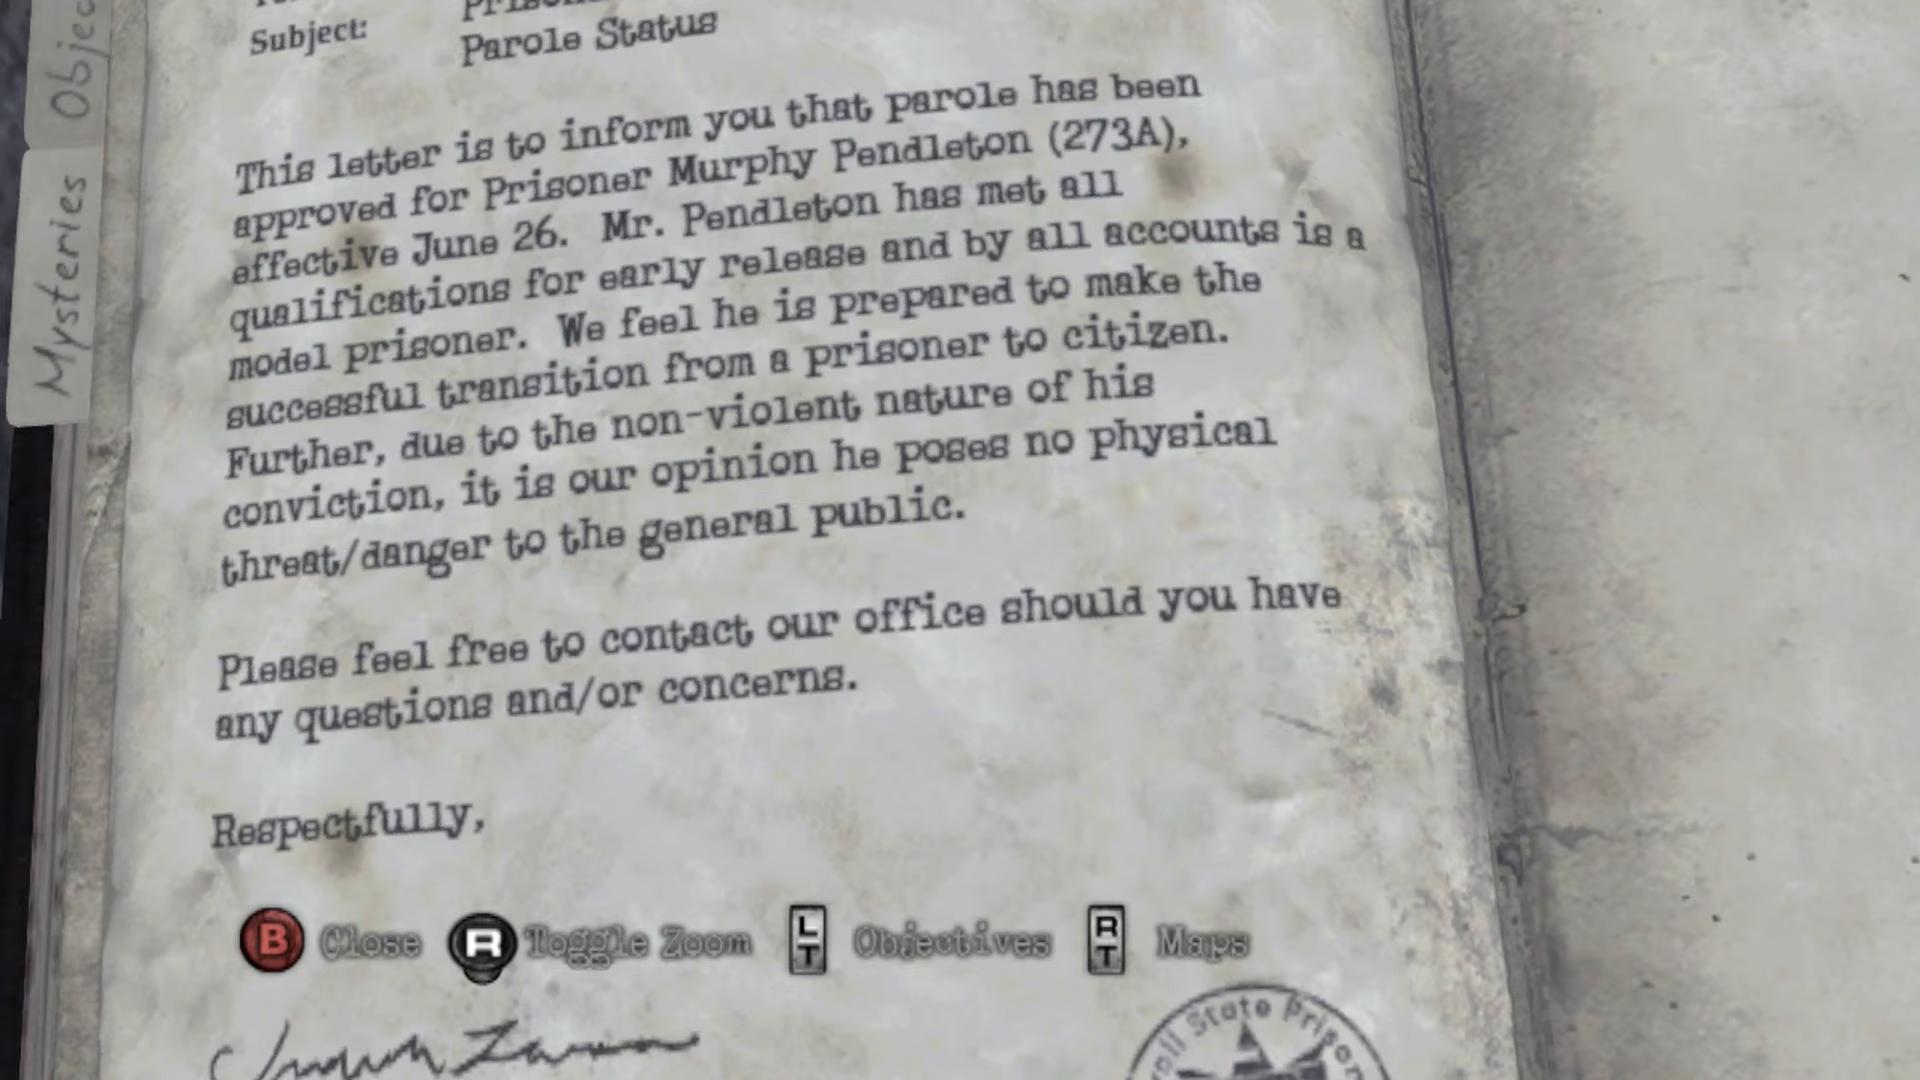 Objec
Mysteries
Subject: Parole Status
This letter is to inform you that parole has been
approved for Prisoner Murphy Pendleton (273A),
effective June 26. Mr. Pendleton has met all
qualifications for early release and by all accounts is a
model prisoner. We feel he is prepared to make the
successful transition from a prisoner to citizen.
Further, due to the non-violent nature of his
conviction, it is our opinion he poses no physical
threat/danger to the general public.
Please feel free to contact our office should you have
any questions and/or concerns.
Respectfully,
B Close R Toggle Zoom LT Objectives RT Maps
State Prison